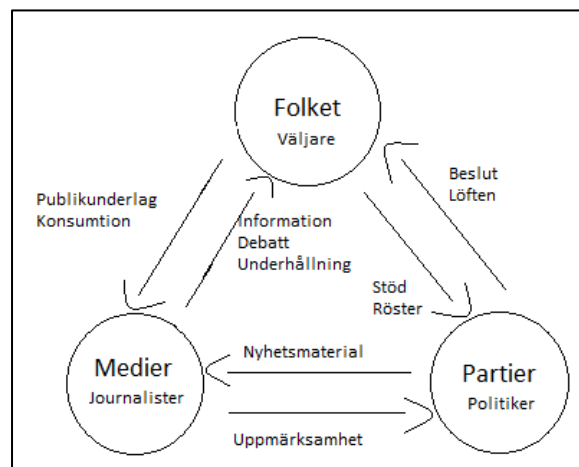 Folket
Väljare
Publikunderlag
Konsumtion
Information
Debatt
Underhållning
Beslut
Löften
Stöd
Röster
Medier
Journalister
Nyhetsmaterial
Uppmärksamhet
Partier
Politiker